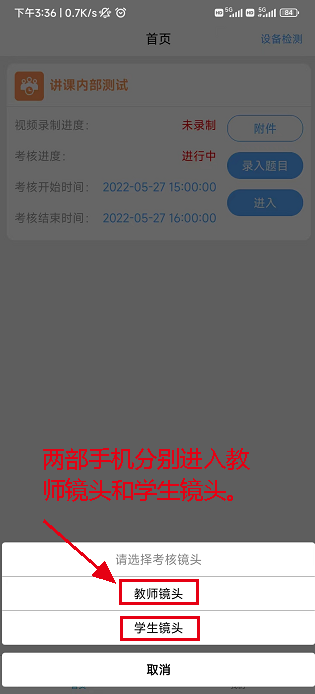 下午3:36 | 0.7K/s
HD 5G HD 5G 84
首页
设备检测
讲课内部测试
视频录制进度： 未录制
附件
考核进度： 进行中
录入题目
考核开始时间： 2022-05-27 15:00:00
进入
考核结束时间： 2022-05-27 16:00:00
两部手机分别进入教
师镜头和学生镜头。
请选择考核镜头
教师镜头
学生镜头
取消